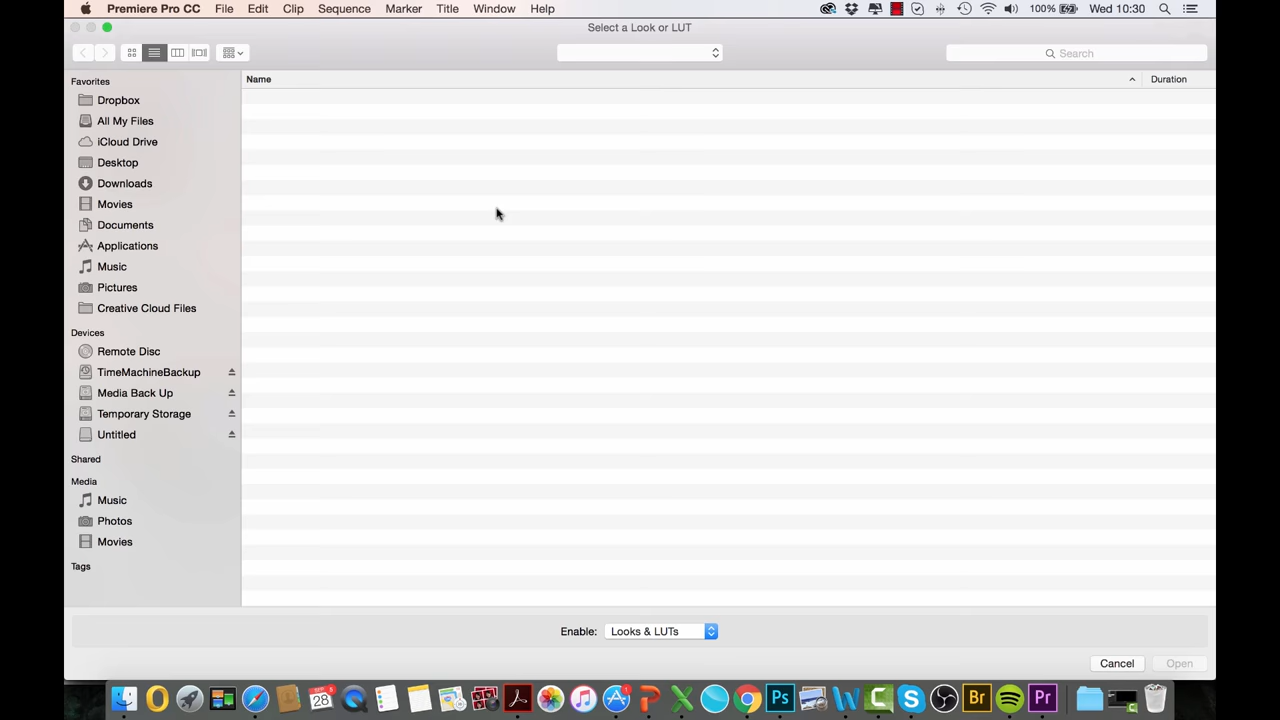 Premiere Pro CC File Edit Clip Sequence Marker Title Window Help 100% Wed 10:30
Select a Look or LUT
Search
Favorites
Dropbox
All My Files
iCloud Drive
Desktop
Downloads
Movies
Documents
Applications
Music
Pictures
Creative Cloud Files
Devices
Remote Disc
TimeMachineBackup
Media Back Up
Temporary Storage
Untitled
Shared
Media
Music
Photos
Movies
Tags
Name Duration
Enable: Looks & LUTs
Cancel Open
28 Ps Br Pr